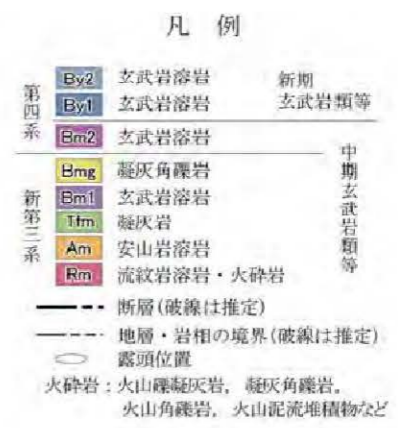 凡 例
第四系
By2 玄武岩溶岩
By1 玄武岩溶岩
新期
玄武岩類等
Bm2 玄武岩溶岩
新第三系
Bmg 凝灰角礫岩
Bm1 玄武岩溶岩
Tfm 凝灰岩
Am 安山岩溶岩
Rm 流紋岩溶岩・火砕岩
中期玄武岩類等
断層(破線は推定)
地層・岩相の境界(破線は推定)
露頭位置
火砕岩：火山礫凝灰岩，凝灰角礫岩，
火山角礫岩，火山泥流堆積物など